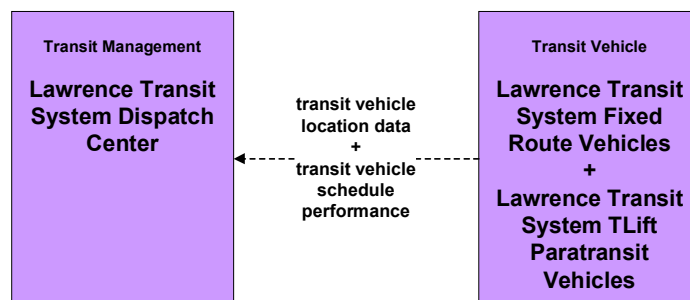 Transit Management
Lawrence Transit
System Dispatch
Center
transit vehicle
location data
+
transit vehicle
schedule
performance
Transit Vehicle
Lawrence Transit
System Fixed
Route Vehicles
+
Lawrence Transit
System TLift
Paratransit
Vehicles